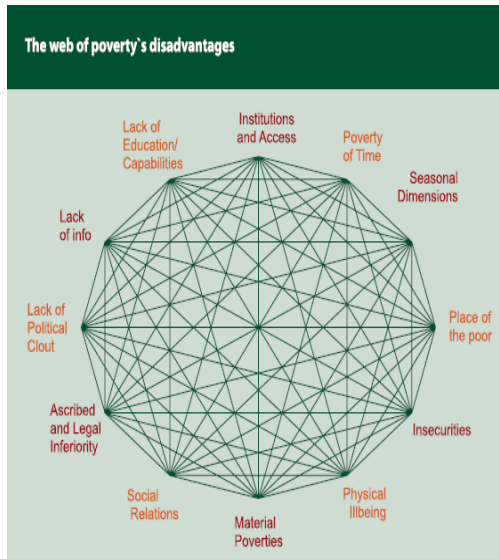 The web of poverty`s disadvantages
Institutions
and Access
Poverty
of Time
Seasonal
Dimensions
Place of
the poor
Insecurities
Physical
Illbeing
Material
Poverties
Social
Relations
Ascribed
and Legal
Inferiority
Lack of
Political
Clout
Lack
of info
Lack of
Education/
Capabilities